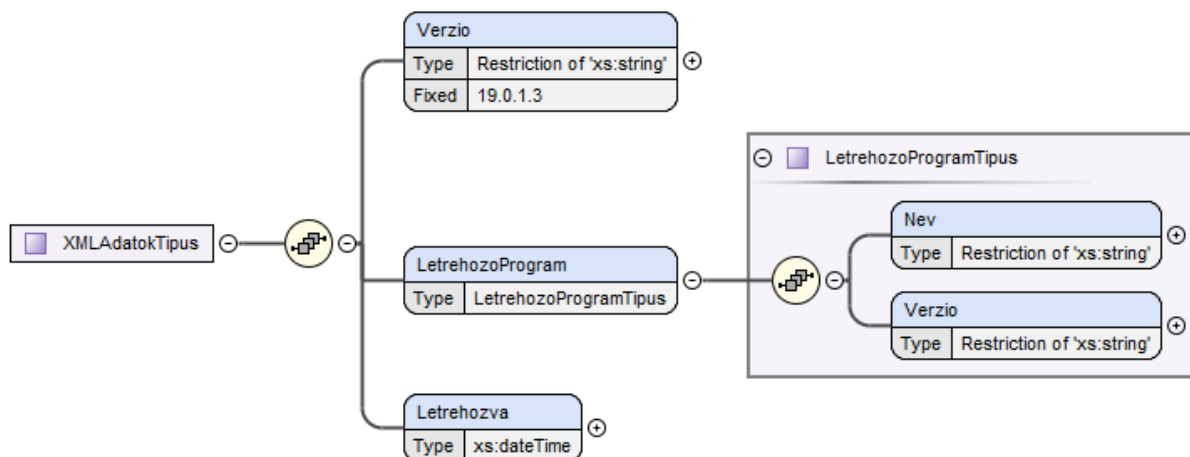 Verzio
Type Restriction of 'xs:string'
Fixed 19.0.1.3
LetrehozoProgramTipus
Nev
Type Restriction of 'xs:string'
XMLAdatokTipus
LetrehozoProgram
Type LetrehozoProgramTipus
Verzio
Type Restriction of 'xs:string'
Letrehozva
Type xs:dateTime